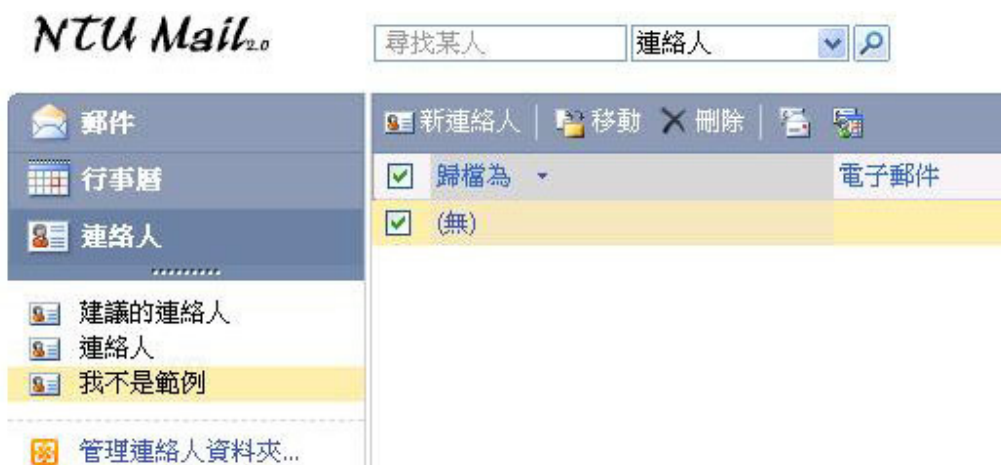 NTU Mail 2.0
尋找某人 連絡人
郵件
行事曆
連絡人
建議的連絡人
連絡人
我不是範例
管理連絡人資料夾...
新連絡人 移動 刪除
歸檔為 電子郵件
(無)